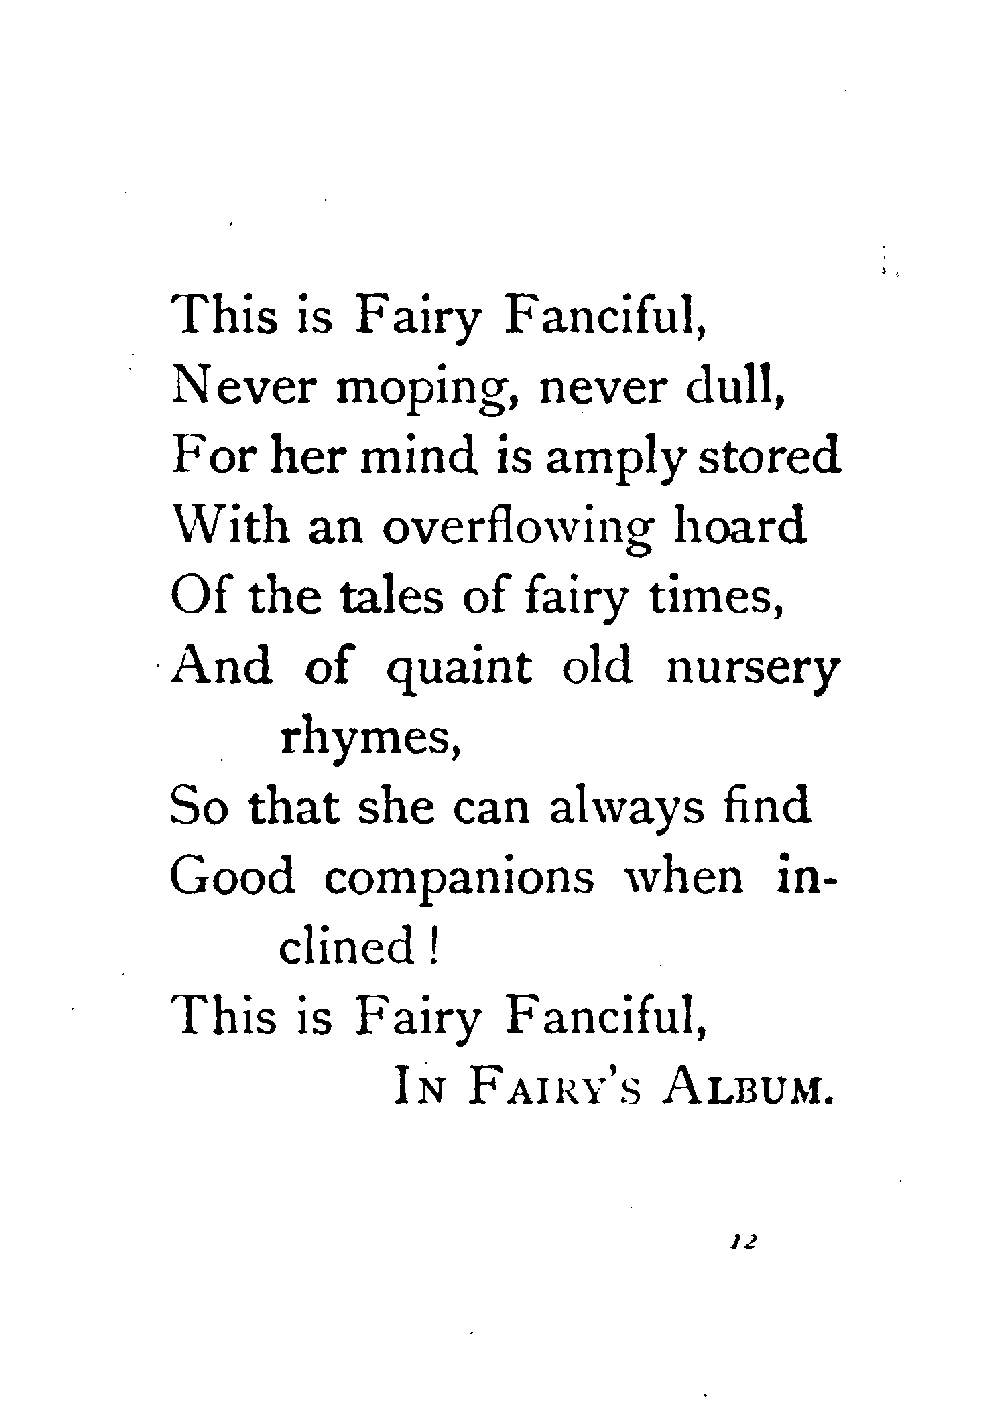 This is Fairy Fanciful,
Never moping, never dull,
For her mind is amply stored
With an overflowing hoard
Of the tales of fairy times,
And of quaint old nursery
rhymes,
So that she can always find
Good companions when in-
clined !
This is Fairy Fanciful,
IN FAIRY'S ALBUM.
12